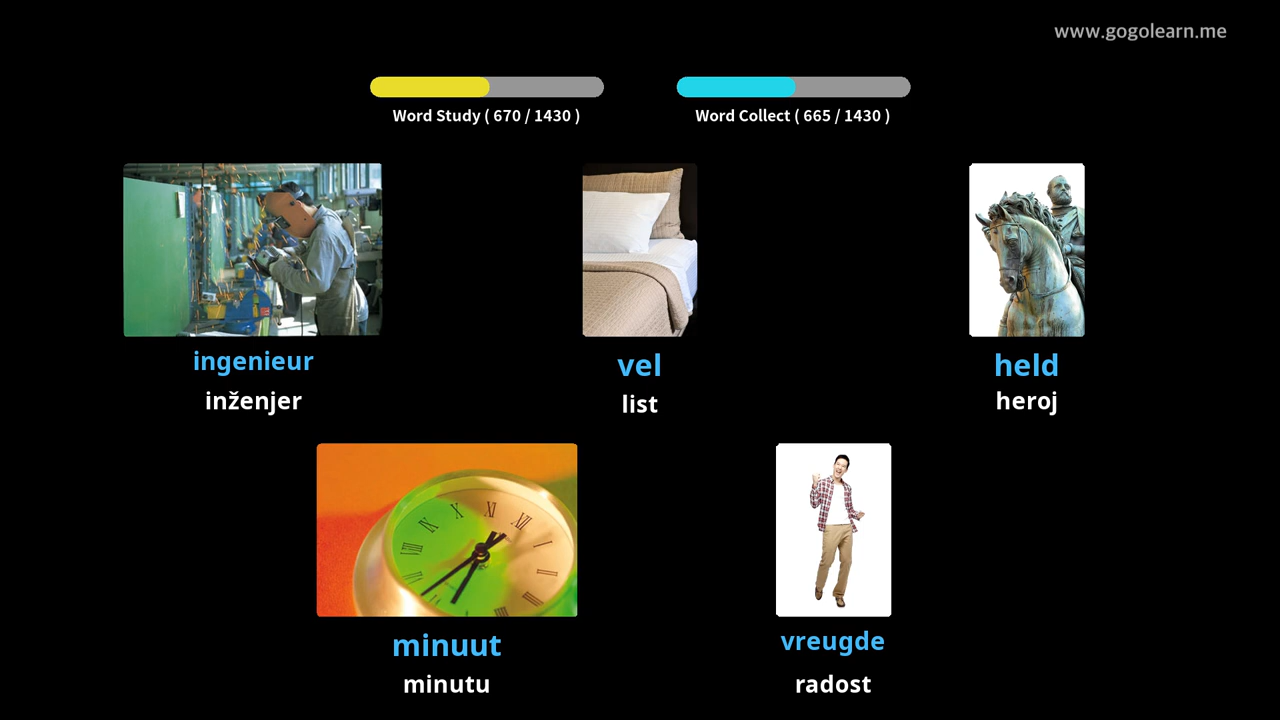 www.gogolearn.me
Word Study ( 670 / 1430 )
Word Collect ( 665 / 1430 )
ingenieur
inženjer
vel
list
held
heroj
minuut
minutu
vreugde
radost